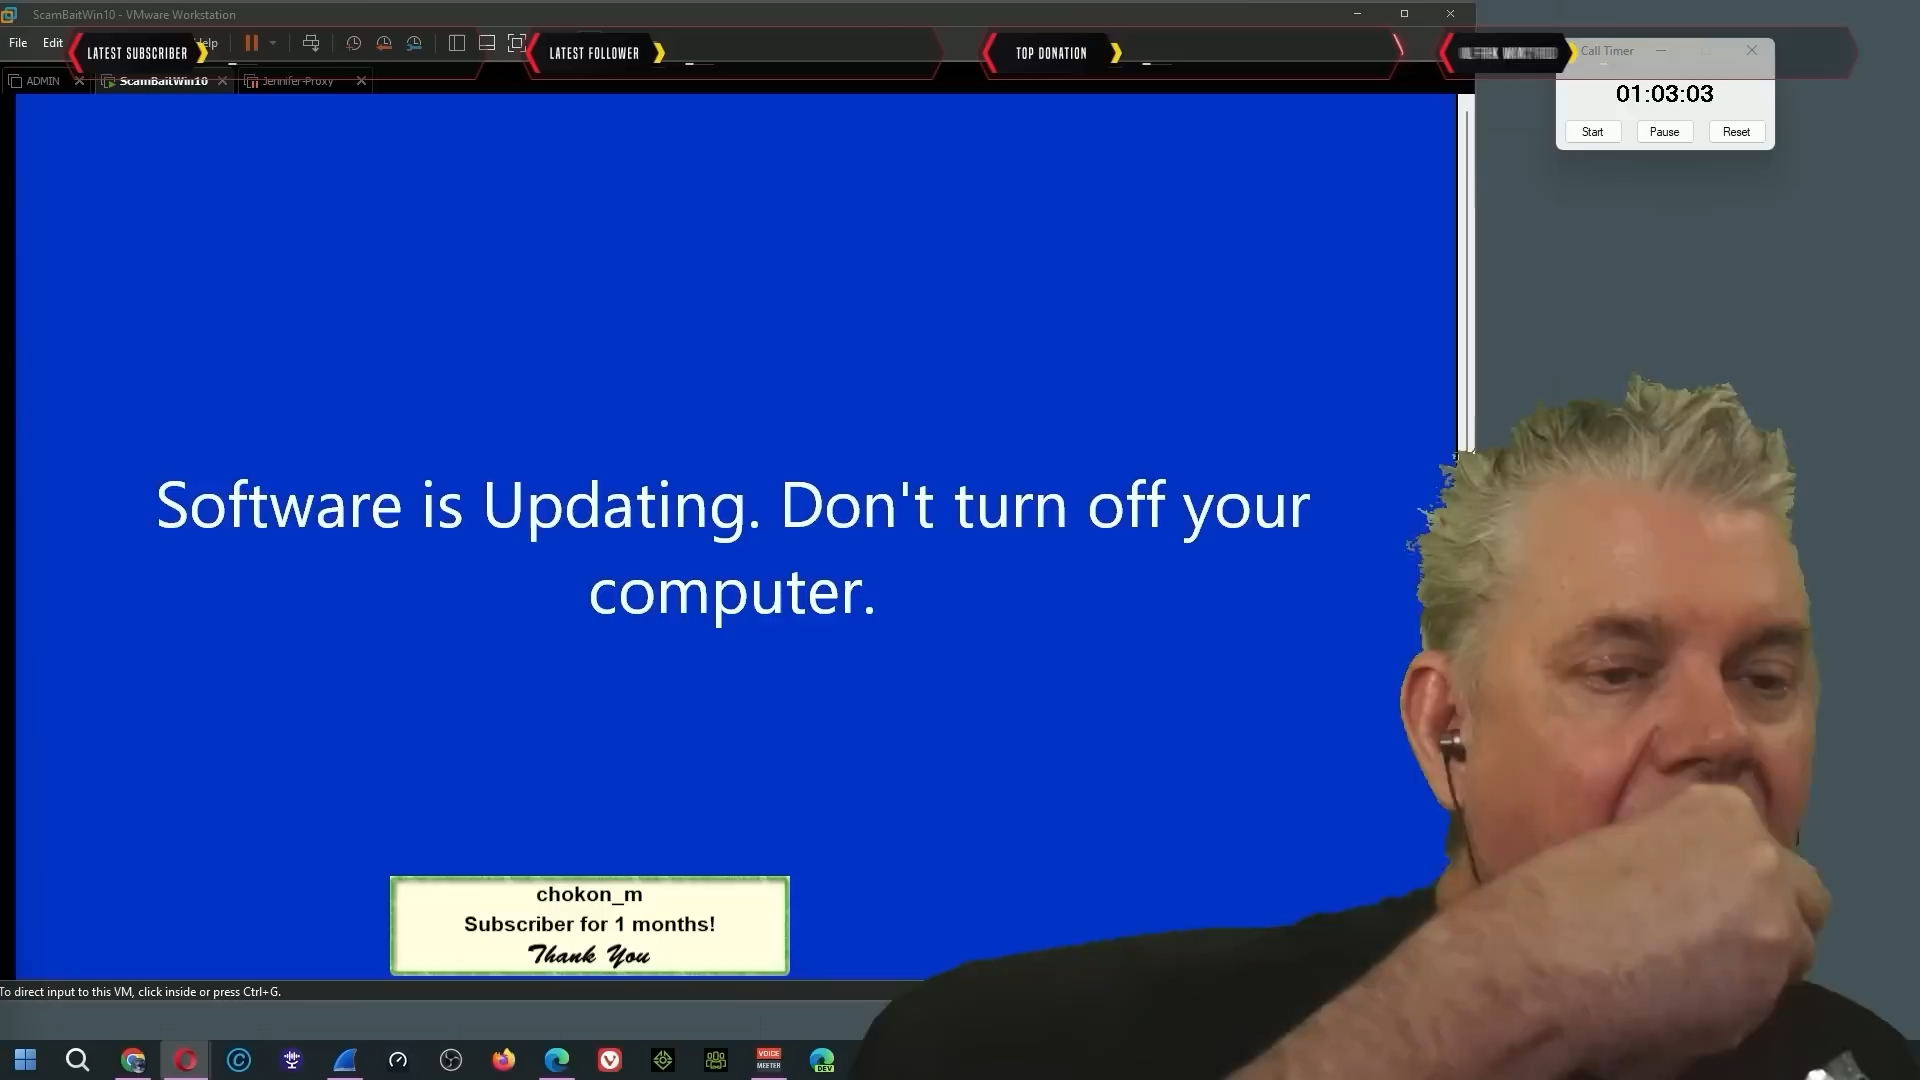 ScamBaitWin10 - VMware Workstation
File
Edit
elp
LATEST SUBSCRIBER
LATEST FOLLOWER
TOP DONATION
ADMIN
ScamBaitWin10
Jennifer-Proxy
Call Timer
01:03:03
Start
Pause
Reset
Software is Updating. Don't turn off your
computer.
chokon_m
Subscriber for 1 months!
Thank You
To direct input to this VM, click inside or press Ctrl+G.
VOICE
MEETER
DEV